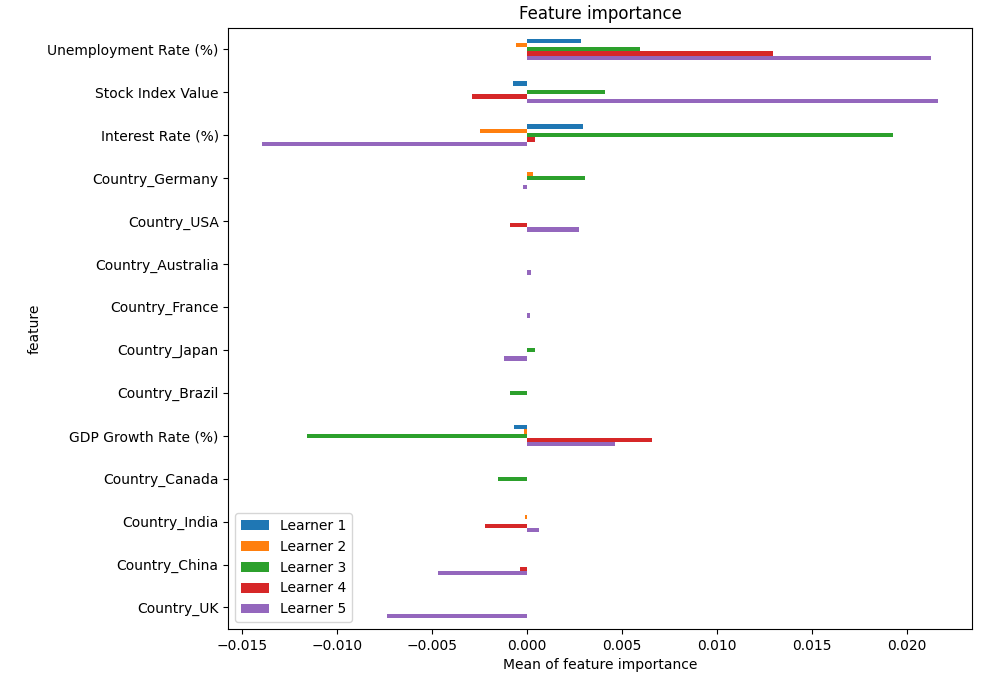 Feature importance
Unemployment Rate (%)
Stock Index Value
Interest Rate (%)
Country_Germany
Country_USA
Country_Australia
Country_France
Country_Japan
Country_Brazil
GDP Growth Rate (%)
Country_Canada
Country_India
Country_China
Country_UK
feature
Learner 1
Learner 2
Learner 3
Learner 4
Learner 5
−0.015 −0.010 −0.005 0.000 0.005 0.010 0.015 0.020
Mean of feature importance